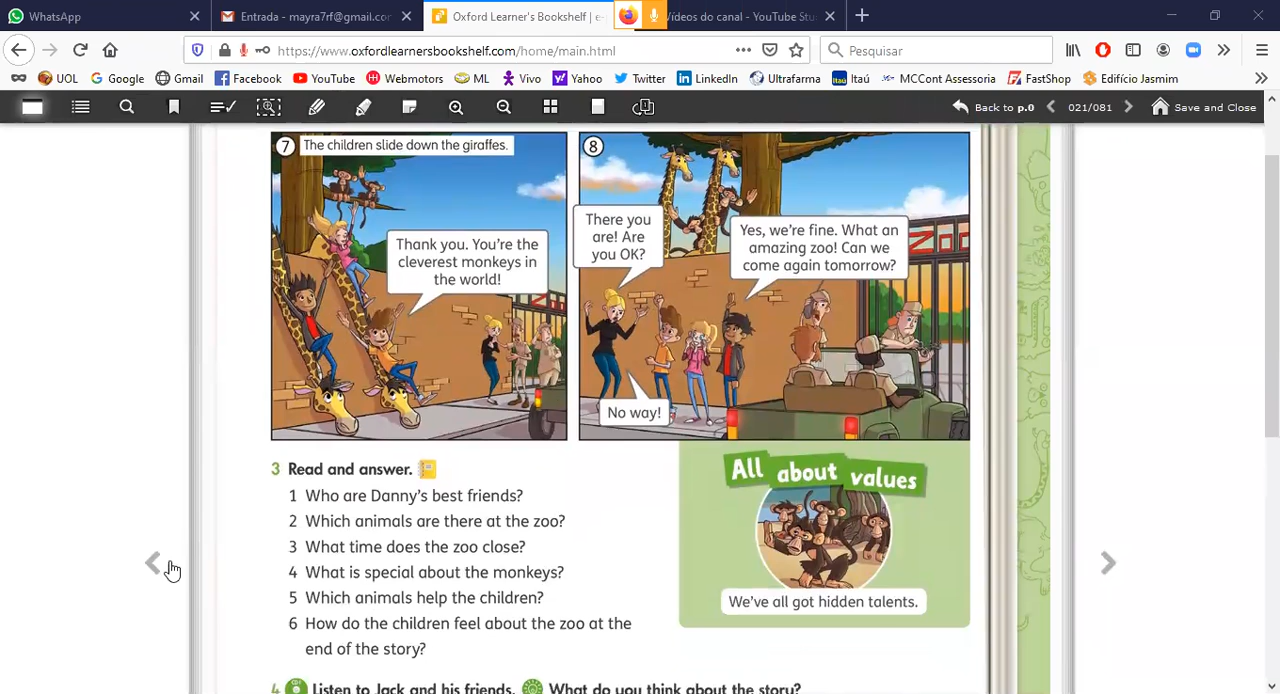 WhatsApp
Entrada - mayra7rf@gmail.cor
Oxford Learner's Bookshelf | e-
/ídeos do canal - YouTube Stu
https://www.oxfordlearnersbookshelf.com/home/main.html
Pesquisar
UOL Google Gmail Facebook YouTube Webmotors ML Vivo Yahoo Twitter LinkedIn Ultrafarma Itaú MCCont Assessoria FastShop Edifício Jasmim
Back to p.0 021/081 Save and Close
7 The children slide down the giraffes.
Thank you. You're the
cleverest monkeys in
the world!
8
There you
are! Are
you OK?
Yes, we're fine. What an
amazing zoo! Can we
come again tomorrow?
ZOO
No way!
3 Read and answer.
1 Who are Danny's best friends?
2 Which animals are there at the zoo?
3 What time does the zoo close?
4 What is special about the monkeys?
5 Which animals help the children?
6 How do the children feel about the zoo at the
end of the story?
All about values
We've all got hidden talents.
4 Listen to Jack and his friends. What do you think about the story?